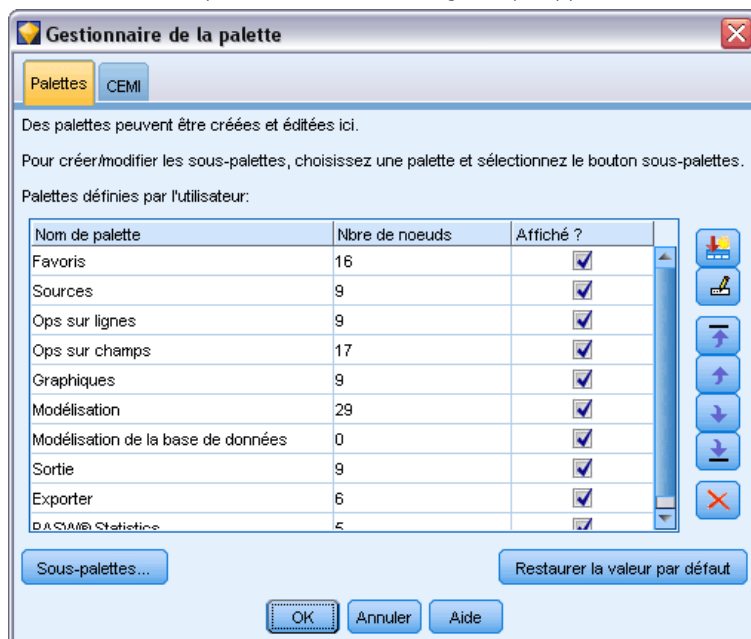 Gestionnaire de la palette
Palettes CEMI
Des palettes peuvent être créées et éditées ici.
Pour créer/modifier les sous-palettes, choisissez une palette et sélectionnez le bouton sous-palettes.
Palettes définies par l'utilisateur:
Nom de palette Nbre de noeuds Affiché ?
Favoris 16
Sources 9
Ops sur lignes 9
Ops sur champs 17
Graphiques 9
Modélisation 29
Modélisation de la base de données 0
Sortie 9
Exporter 6
PASW® Statistics 5
Sous-palettes... Restaurer la valeur par défaut
OK Annuler Aide